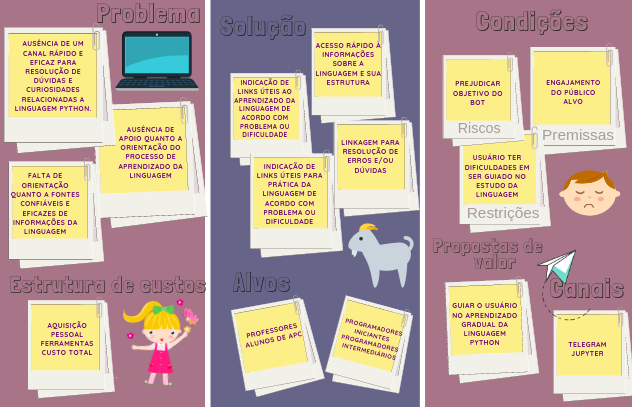 Problema
AUSÊNCIA DE UM
CANAL RÁPIDO E
EFICAZ PARA
RESOLUÇÃO DE
DÚVIDAS E
CURIOSIDADES
RELACIONADAS A
LINGUAGEM PYTHON.
AUSÊNCIA DE
APOIO QUANTO A
ORIENTAÇÃO DO
PROCESSO DE
APRENDIZADO DA
LINGUAGEM
FALTA DE
ORIENTAÇÃO
QUANTO A FONTES
CONFIÁVEIS E
EFICAZES DE
INFORMAÇÕES DA
LINGUAGEM
Estrutura de custos
AQUISIÇÃO
PESSOAL
FERRAMENTAS
CUSTO TOTAL
Solução
ACESSO RÁPIDO À
INFORMAÇÕES
SOBRE A
LINGUAGEM E SUA
ESTRUTURA
INDICAÇÃO DE
LINKS ÚTEIS AO
APRENDIZADO DA
LINGUAGEM DE
ACORDO COM
PROBLEMA OU
DIFICULDADE
LINKAGEM PARA
RESOLUÇÃO DE
ERROS E/OU
DÚVIDAS
INDICAÇÃO DE
LINKS ÚTEIS PARA
PRÁTICA DA
LINGUAGEM DE
ACORDO COM
PROBLEMA OU
DIFICULDADE
Alvos
PROFESSORES
ALUNOS DE APC
PROGRAMADORES
INICIANTES
PROGRAMADORES
INTERMEDIÁRIOS
Condições
PREJUDICAR
OBJETIVO DO
BOT
Riscos
ENGAJAMENTO
DO PÚBLICO
ALVO
Premissas
USUÁRIO TER
DIFICULDADES EM
SER GUIADO NO
ESTUDO DA
LINGUAGEM
Restrições
Propostas de
valor
GUIAR O USUÁRIO
NO APRENDIZADO
GRADUAL DA
LINGUAGEM
PYTHON
Canais
TELEGRAM
JUPYTER